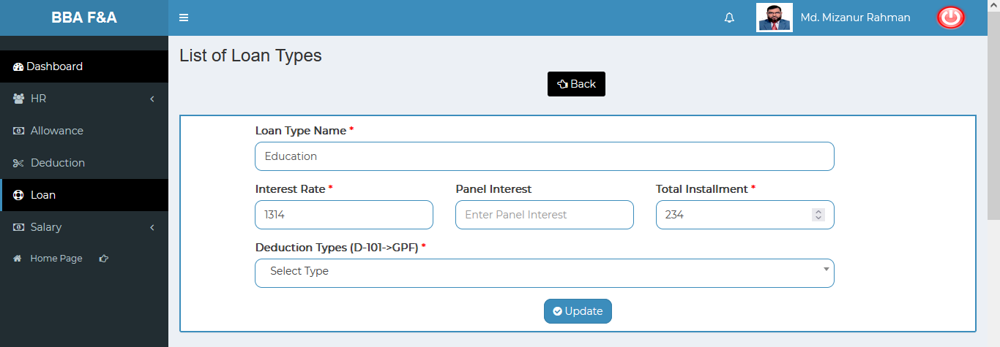 BBA F&A
Md. Mizanur Rahman
Dashboard
HR
Allowance
Deduction
Loan
Salary
Home Page
List of Loan Types
Back
Loan Type Name *
Education
Interest Rate * Panel Interest Total Installment *
1314 Enter Panel Interest 234
Deduction Types (D-101->GPF) *
Select Type
Update